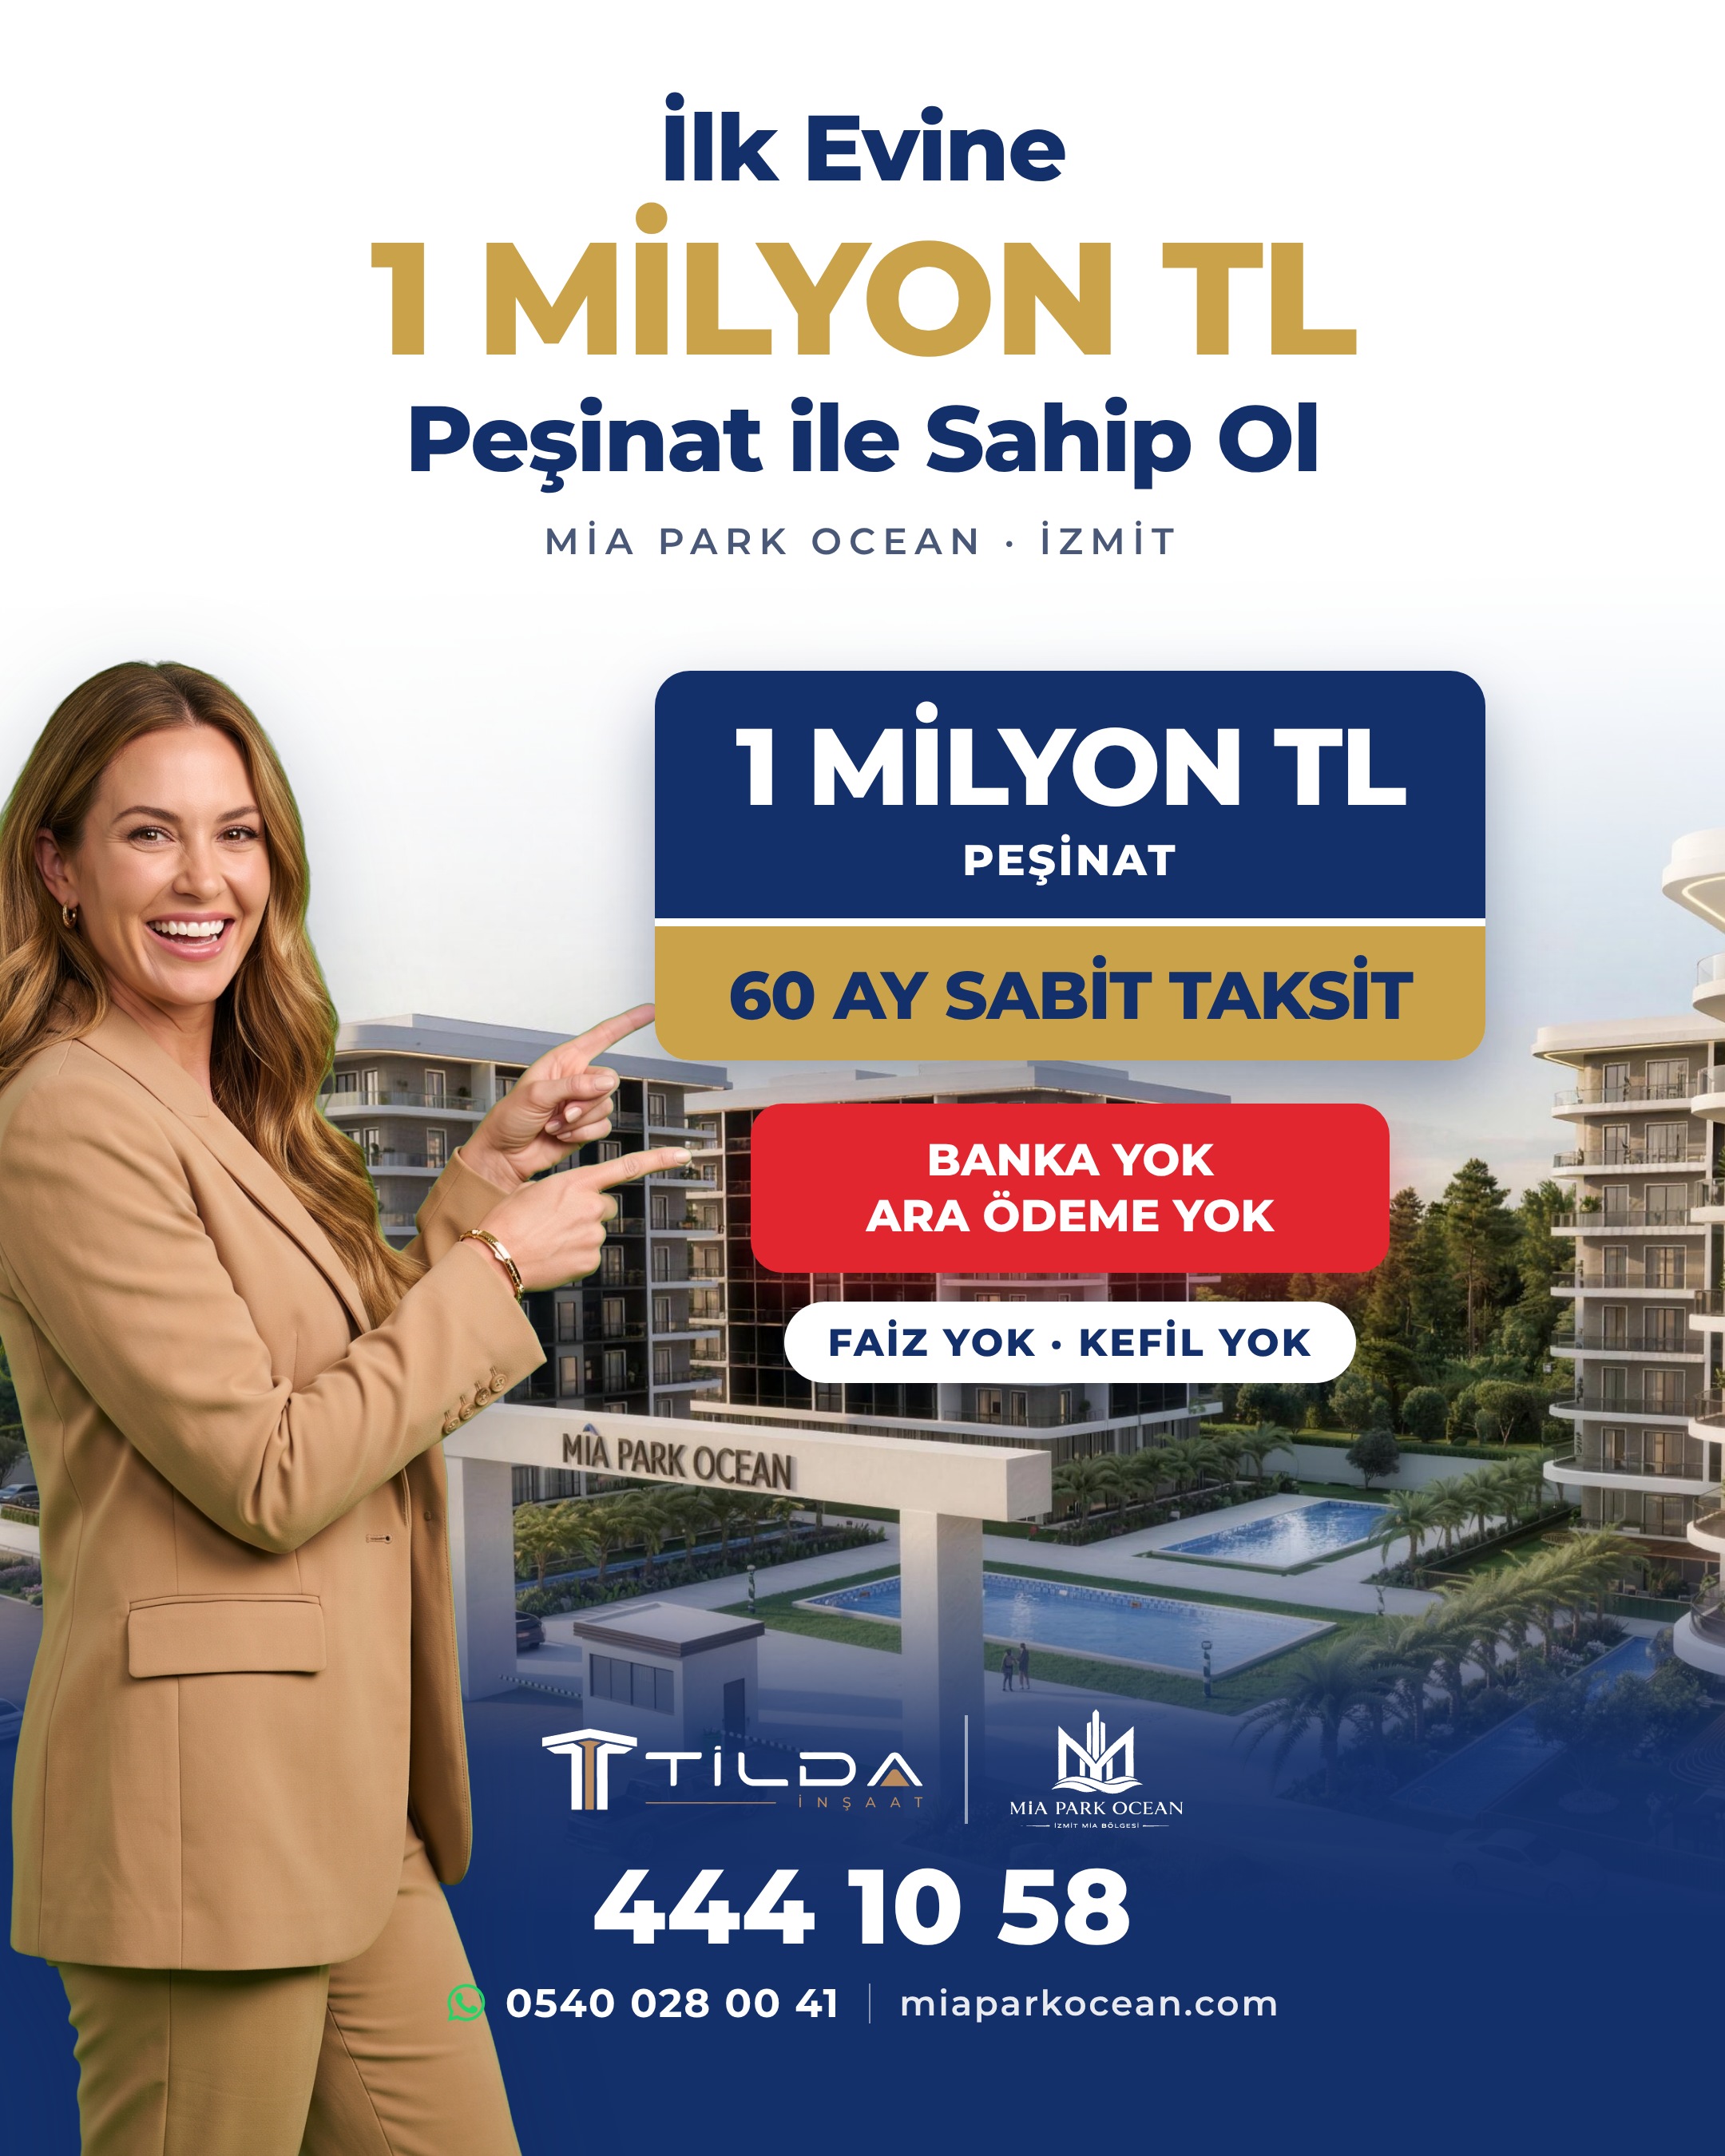 İlk Evine
1 MİLYON TL
Peşinat ile Sahip Ol
MİA PARK OCEAN · İZMİT
1 MİLYON TL
PEŞİNAT
60 AY SABİT TAKSİT
BANKA YOK
ARA ÖDEME YOK
FAİZ YOK · KEFİL YOK
MİA PARK OCEAN
TİLDA
İNŞAAT
MİA PARK OCEAN
İZMİT MİA BÖLGESİ
444 10 58
0540 028 00 41 | miaparkocean.com